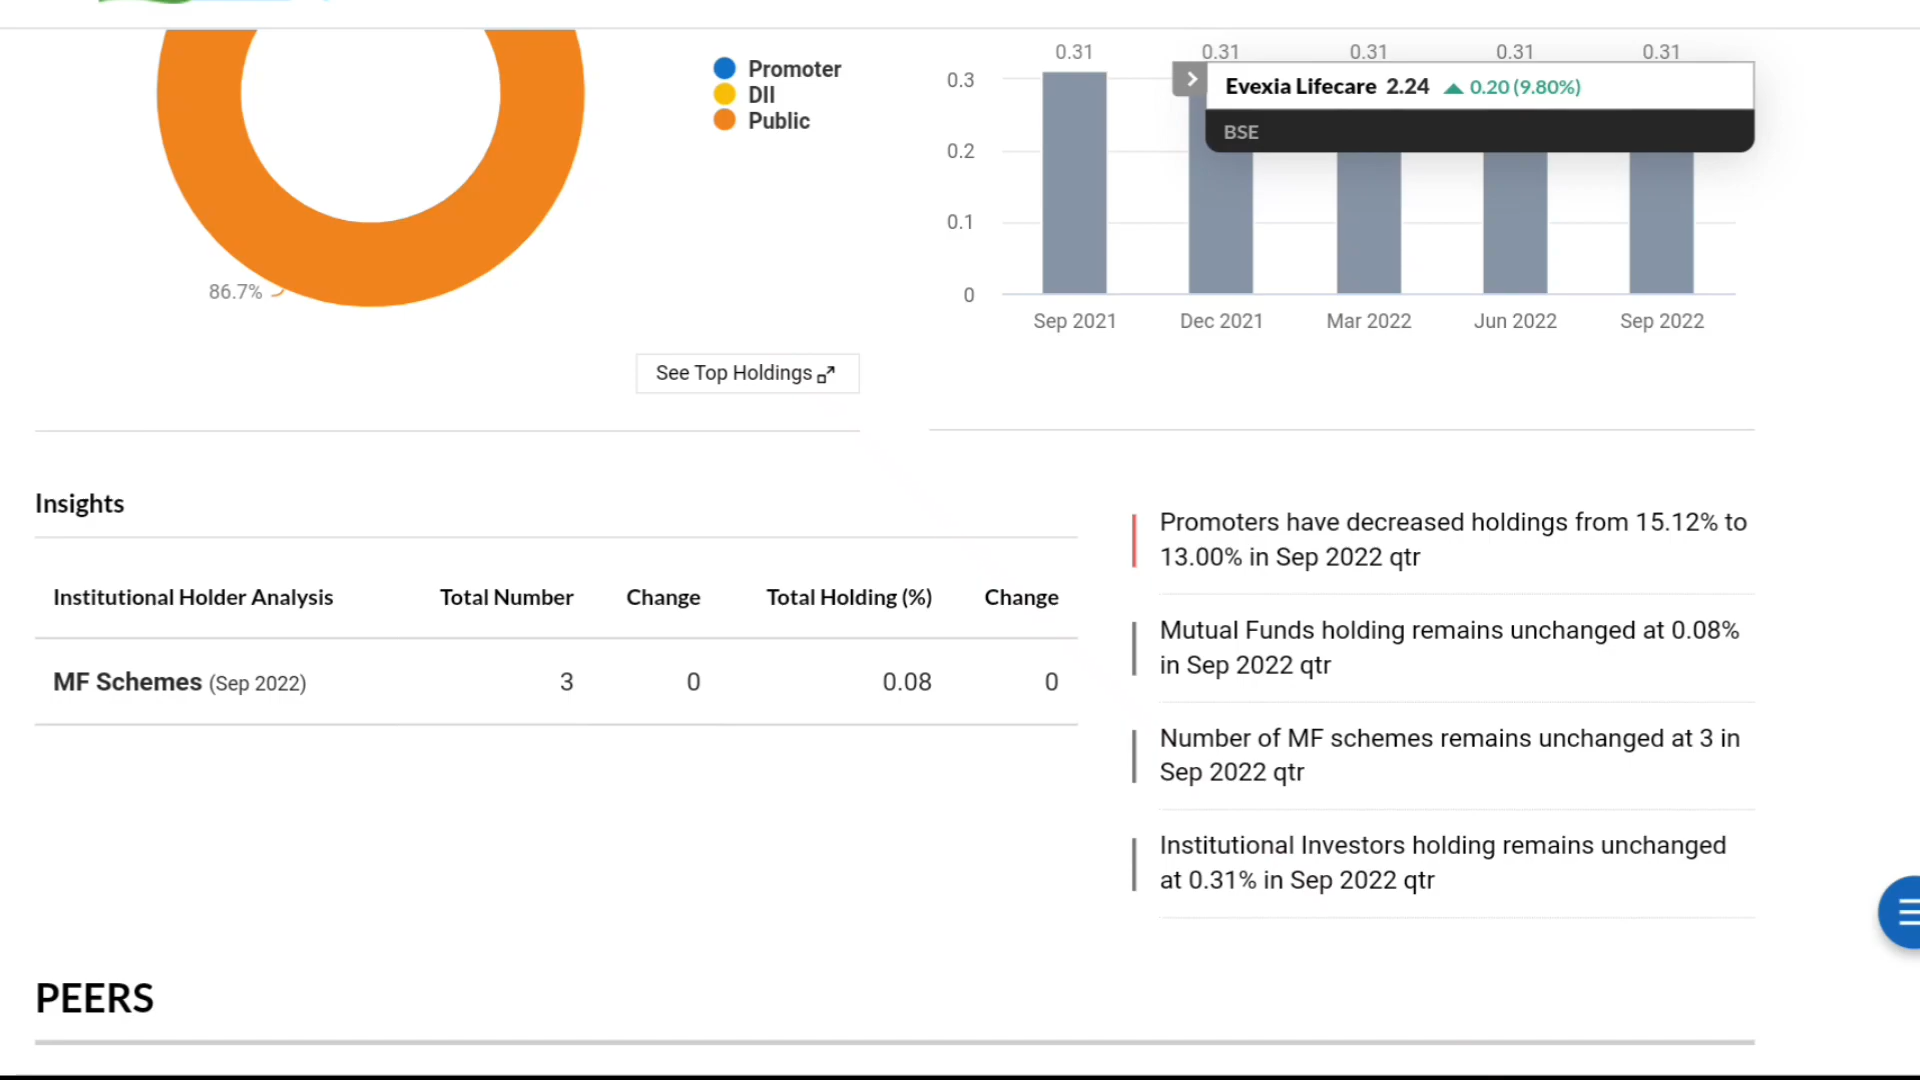 Promoter
DII
Public
86.7%
See Top Holdings
0.31 0.31 0.31 0.31 0.31
0.3
0.2
0.1
0
Evexia Lifecare 2.24 ▲ 0.20 (9.80%)
BSE
Sep 2021 Dec 2021 Mar 2022 Jun 2022 Sep 2022
Insights
Institutional Holder Analysis Total Number Change Total Holding (%) Change
MF Schemes (Sep 2022) 3 0 0.08 0
Promoters have decreased holdings from 15.12% to
13.00% in Sep 2022 qtr
Mutual Funds holding remains unchanged at 0.08%
in Sep 2022 qtr
Number of MF schemes remains unchanged at 3 in
Sep 2022 qtr
Institutional Investors holding remains unchanged
at 0.31% in Sep 2022 qtr
PEERS